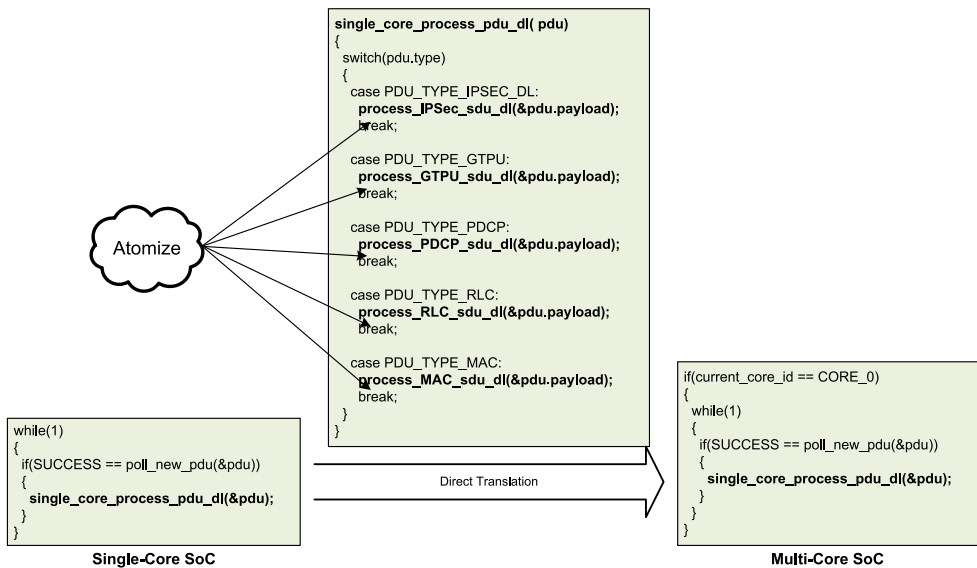 single_core_process_pdu_dl( pdu)
{
switch(pdu.type)
{
case PDU_TYPE_IPSEC_DL:
process_IPSec_sdu_dl(&pdu.payload);
break;
case PDU_TYPE_GTPU:
process_GTPU_sdu_dl(&pdu.payload);
break;
case PDU_TYPE_PDCP:
process_PDCP_sdu_dl(&pdu.payload);
break;
case PDU_TYPE_RLC:
process_RLC_sdu_dl(&pdu.payload);
break;
case PDU_TYPE_MAC:
process_MAC_sdu_dl(&pdu.payload);
break;
}
}
Atomize
while(1)
{
if(SUCCESS == poll_new_pdu(&pdu))
{
single_core_process_pdu_dl(&pdu);
}
}
Single-Core SoC
Direct Translation
if(current_core_id == CORE_0)
{
while(1)
{
if(SUCCESS == poll_new_pdu(&pdu))
{
single_core_process_pdu_dl(&pdu);
}
}
}
Multi-Core SoC